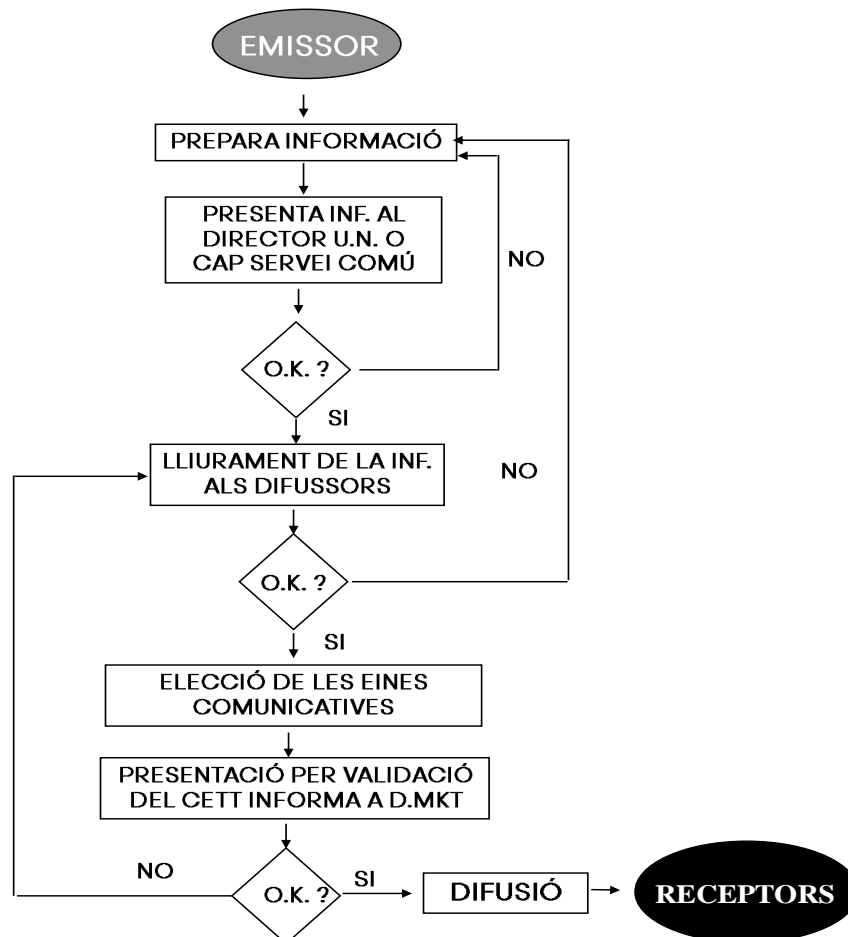 EMISSOR
PREPARA INFORMACIÓ
PRESENTA INF. AL
DIRECTOR U.N. O
CAP SERVEI COMÚ
NO
O.K. ?
SI
LLIURAMENT DE LA INF.
ALS DIFUSSORS
NO
O.K. ?
SI
ELECCIÓ DE LES EINES
COMUNICATIVES
PRESENTACIÓ PER VALIDACIÓ
DEL CETT INFORMA A D.MKT
NO
O.K. ?
SI
DIFUSIÓ
RECEPTORS